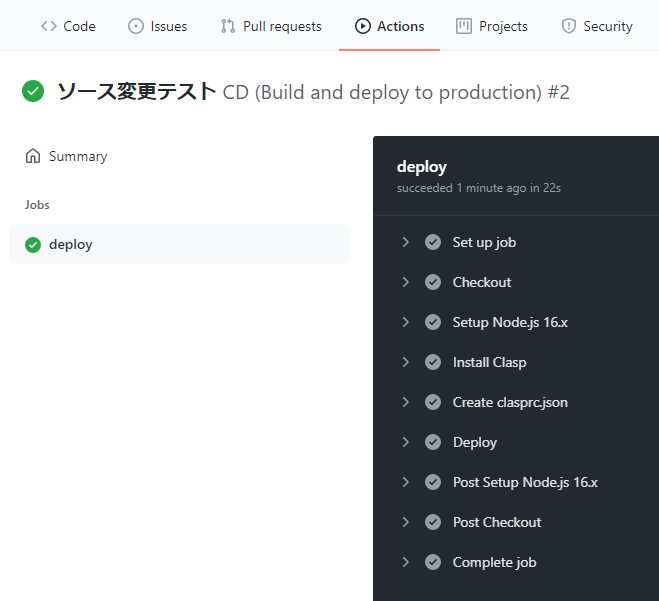 Code Issues Pull requests Actions Projects Security
ソース変更テスト CD (Build and deploy to production) #2
Summary
Jobs
deploy
deploy
succeeded 1 minute ago in 22s
Set up job
Checkout
Setup Node.js 16.x
Install Clasp
Create clasprc.json
Deploy
Post Setup Node.js 16.x
Post Checkout
Complete job